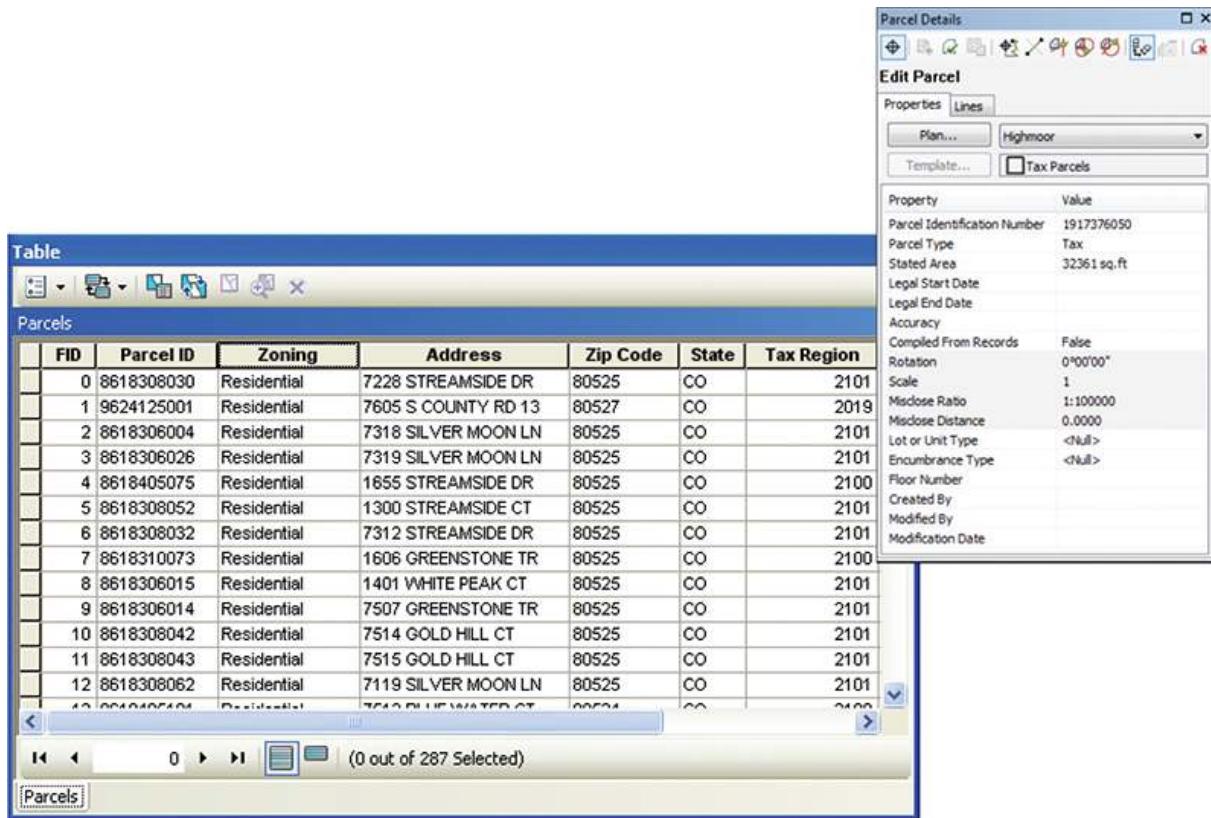 Parcel Details
Edit Parcel
Properties Lines
Plan... Highmoor
Template... Tax Parcels
Property Value
Parcel Identification Number 1917376050
Parcel Type Tax
Stated Area 32361 sq.ft
Legal Start Date
Legal End Date
Accuracy
Compiled From Records False
Rotation 0°00'00"
Scale 1
Misclose Ratio 1:100000
Misclose Distance 0.0000
Lot or Unit Type <Null>
Encumbrance Type <Null>
Floor Number
Created By
Modified By
Modification Date
Table
Parcels
FID Parcel ID Zoning Address Zip Code State Tax Region
0 8618308030 Residential 7228 STREAMSIDE DR 80525 CO 2101
1 9624125001 Residential 7605 S COUNTY RD 13 80527 CO 2019
2 8618306004 Residential 7318 SILVER MOON LN 80525 CO 2101
3 8618306026 Residential 7319 SILVER MOON LN 80525 CO 2101
4 8618405075 Residential 1655 STREAMSIDE DR 80525 CO 2100
5 8618308052 Residential 1300 STREAMSIDE CT 80525 CO 2101
6 8618308032 Residential 7312 STREAMSIDE DR 80525 CO 2101
7 8618310073 Residential 1606 GREENSTONE TR 80525 CO 2100
8 8618306015 Residential 1401 WHITE PEAK CT 80525 CO 2101
9 8618306014 Residential 7507 GREENSTONE TR 80525 CO 2101
10 8618308042 Residential 7514 GOLD HILL CT 80525 CO 2101
11 8618308043 Residential 7515 GOLD HILL CT 80525 CO 2101
12 8618308062 Residential 7119 SILVER MOON LN 80525 CO 2101
0 (0 out of 287 Selected)
Parcels